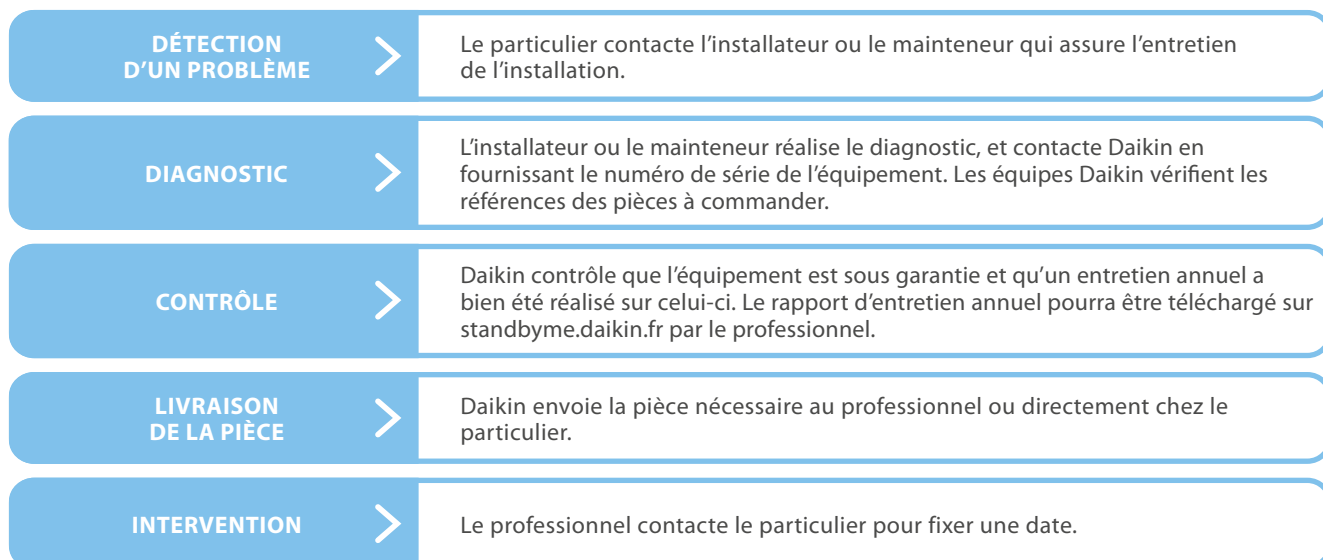 DÉTECTION
D’UN PROBLÈME
Le particulier contacte l’installateur ou le mainteneur qui assure l’entretien
de l’installation.
DIAGNOSTIC
L’installateur ou le mainteneur réalise le diagnostic, et contacte Daikin en
fournissant le numéro de série de l’équipement. Les équipes Daikin vérifient les
références des pièces à commander.
CONTRÔLE
Daikin contrôle que l’équipement est sous garantie et qu’un entretien annuel a
bien été réalisé sur celui-ci. Le rapport d’entretien annuel pourra être téléchargé sur
standbyme.daikin.fr par le professionnel.
LIVRAISON
DE LA PIÈCE
Daikin envoie la pièce nécessaire au professionnel ou directement chez le
particulier.
INTERVENTION
Le professionnel contacte le particulier pour fixer une date.